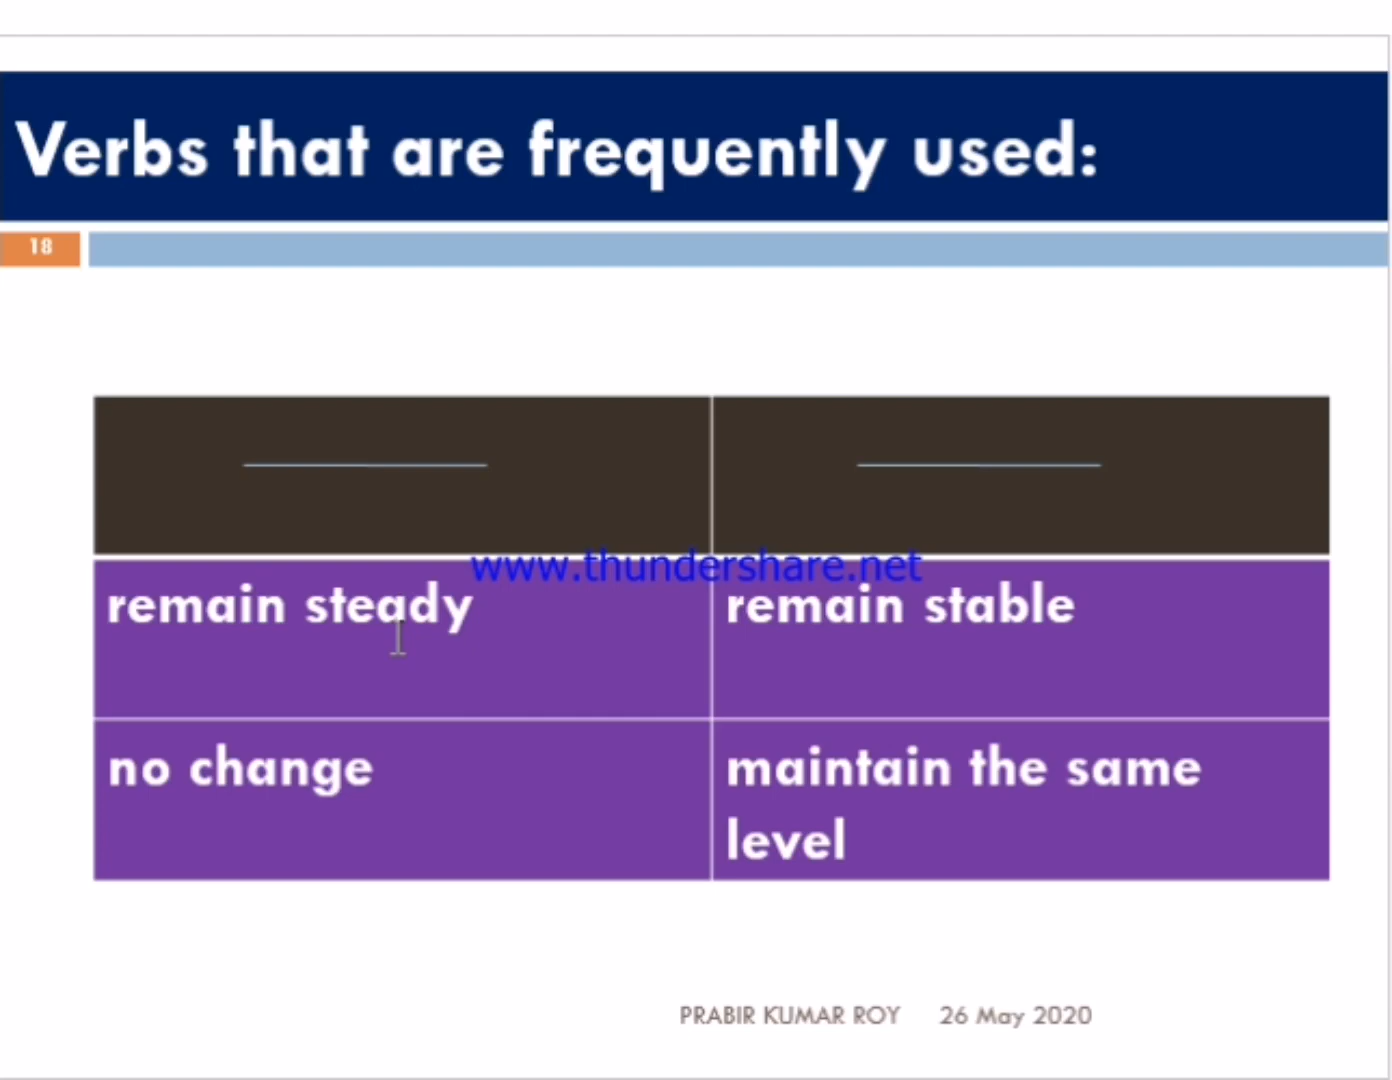 Verbs that are frequently used:
18
www.thundershare.net
remain steady
remain stable
no change
maintain the same
level
PRABIR KUMAR ROY 26 May 2020